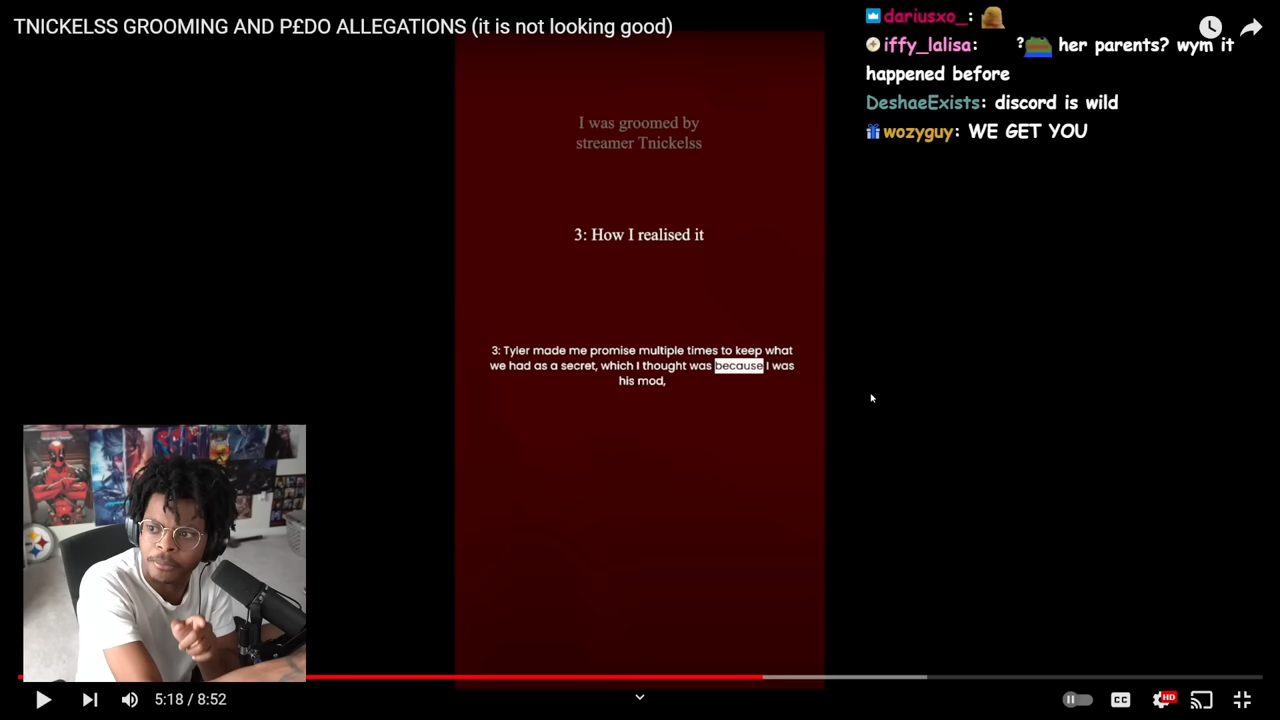 TNICKELSS GROOMING AND P£DO ALLEGATIONS (it is not looking good)
dariusxo_:
iffy_lalisa: ? her parents? wym it
happened before
DeshaeExists: discord is wild
wozyguy: WE GET YOU
I was groomed by
streamer Tnickelss
3: How I realised it
3: Tyler made me promise multiple times to keep what
we had as a secret, which I thought was because I was
his mod,
5:18 / 8:52
CC
HD